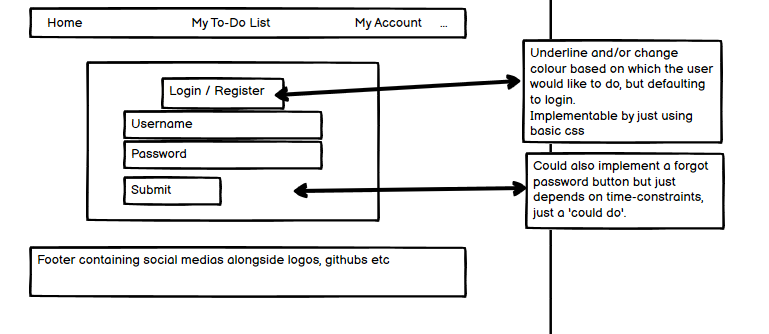 Home
My To-Do List
My Account
...
Login / Register
Username
Password
Submit
Underline and/or change
colour based on which the user
would like to do, but defaulting
to login.
Implementable by just using
basic css
Could also implement a forgot
password button but just
depends on time-constraints,
just a 'could do'.
Footer containing social medias alongside logos, githubs etc